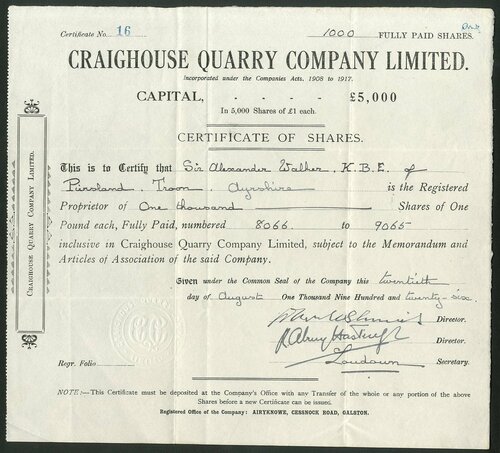 Certificate No. 16
1000 FULLY PAID SHARES.
CRAIGHOUSE QUARRY COMPANY LIMITED.
Incorporated under the Companies Acts, 1908 to 1917.
CAPITAL, - - - - £5,000
In 5,000 Shares of £1 each.
CERTIFICATE OF SHARES.
This is to Certify that Sir Alexander Walker, K.B.E. of
Piersland, Troon, Ayrshire is the Registered
Proprietor of One thousand Shares of One
Pound each, Fully Paid, numbered 8066 to 9065
inclusive in Craighouse Quarry Company Limited, subject to the Memorandum and
Articles of Association of the said Company.
Given under the Common Seal of the Company this twentieth
day of August One Thousand Nine Hundred and twenty-six.
Director.
Director.
Loudoun Secretary.
Regr. Folio
NOTE:—This Certificate must be deposited at the Company's Office with any Transfer of the whole or any portion of the above
Shares before a new Certificate can be issued.
Registered Office of the Company: AIRYKNOWE, CESSNOCK ROAD, GALSTON.
CRAIGHOUSE QUARRY COMPANY LIMITED.